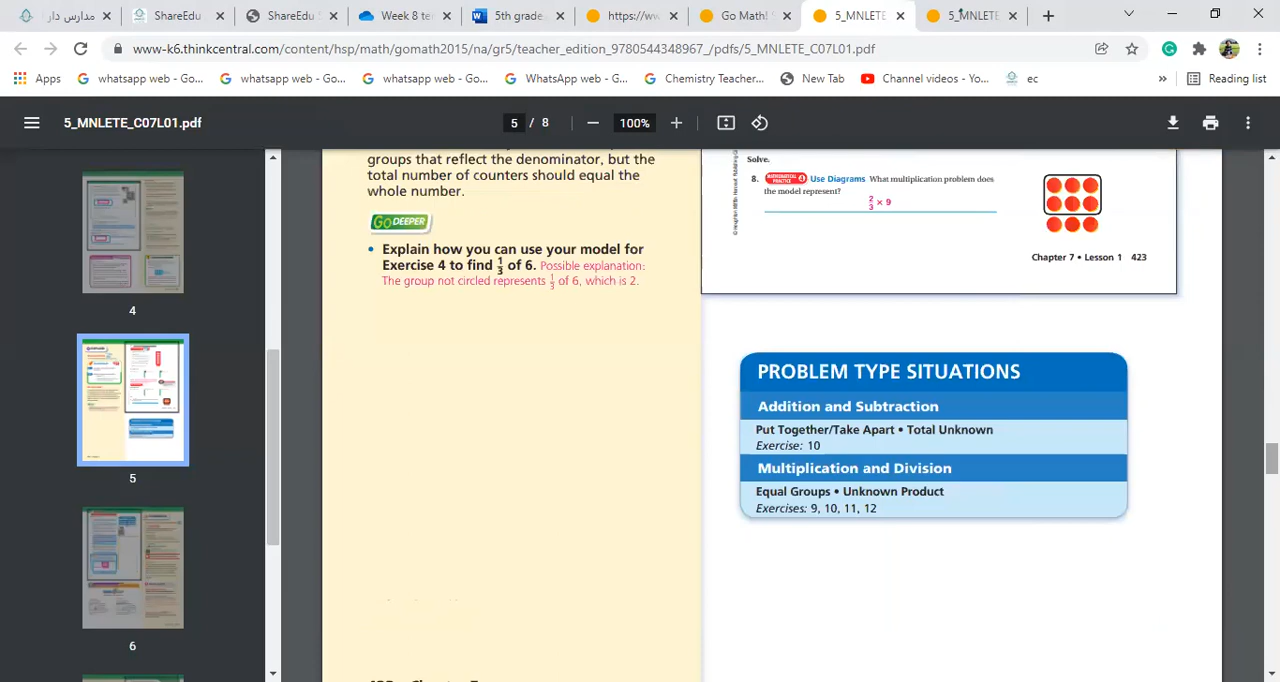 مدارس دار
ShareEdu
ShareEdu
Week 8 ter
5th grade
https://ww
Go Math!
5_MNLETE
5_MNLETE
www-k6.thinkcentral.com/content/hsp/math/gomath2015/na/gr5/teacher_edition_9780544348967_/pdfs/5_MNLETE_C07L01.pdf
Apps
whatsapp web - Go...
whatsapp web - Go...
whatsapp web - Go...
WhatsApp web - G...
Chemistry Teacher...
New Tab
Channel videos - Yo...
ec
»
Reading list
5_MNLETE_C07L01.pdf
5 / 8
100%
4
5
6
groups that reflect the denominator, but the
total number of counters should equal the
whole number.
Go DEEPER
• Explain how you can use your model for
Exercise 4 to find 1/3 of 6. Possible explanation:
The group not circled represents 1/3 of 6, which is 2.
Solve.
8. MATHEMATICAL PRACTICE 4 Use Diagrams What multiplication problem does
the model represent?
2/3 × 9
Chapter 7 • Lesson 1 423
PROBLEM TYPE SITUATIONS
Addition and Subtraction
Put Together/Take Apart • Total Unknown
Exercise: 10
Multiplication and Division
Equal Groups • Unknown Product
Exercises: 9, 10, 11, 12